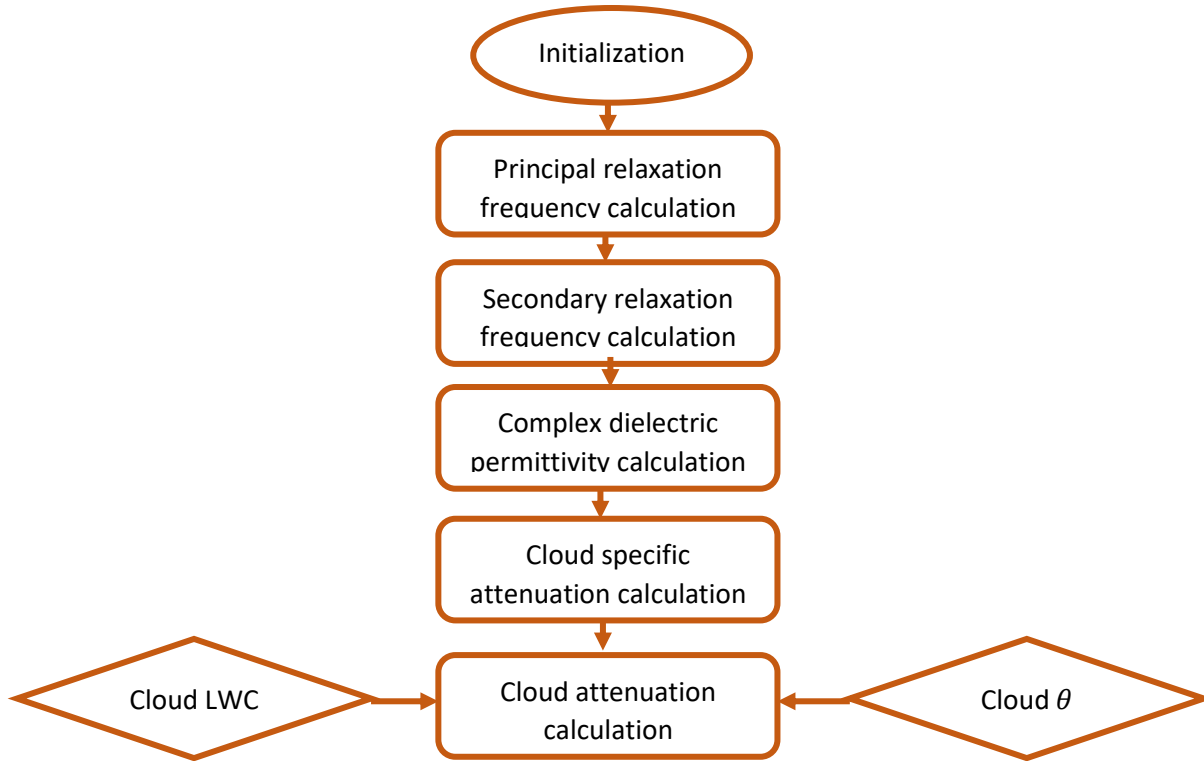 Initialization
Principal relaxation
frequency calculation
Secondary relaxation
frequency calculation
Complex dielectric
permittivity calculation
Cloud specific
attenuation calculation
Cloud LWC
Cloud attenuation
calculation
Cloud θ